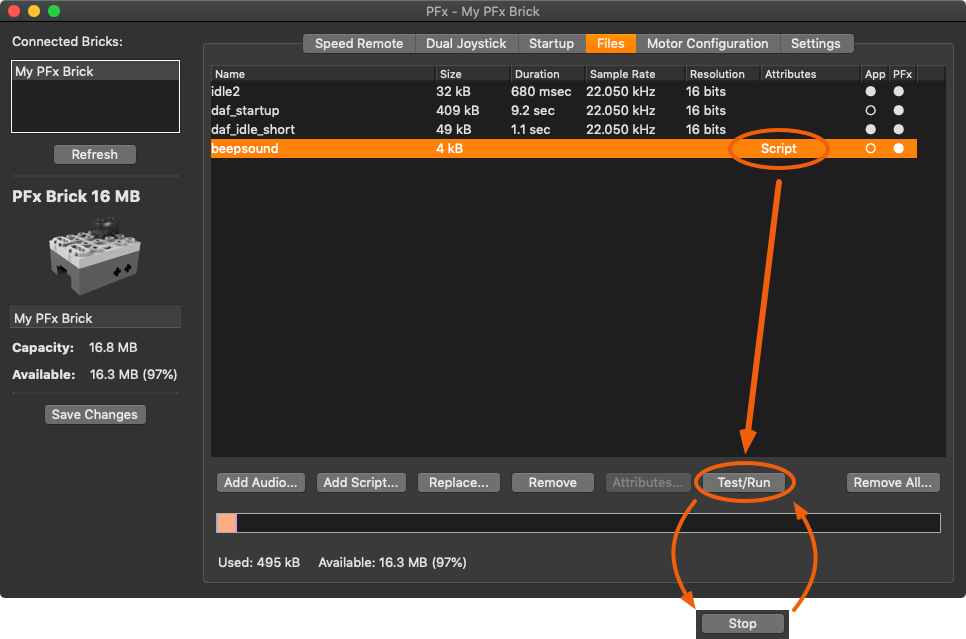 PFx - My PFx Brick
Connected Bricks:
My PFx Brick
Refresh
PFx Brick 16 MB
My PFx Brick
Capacity: 16.8 MB
Available: 16.3 MB (97%)
Save Changes
Speed Remote Dual Joystick Startup Files Motor Configuration Settings
Name Size Duration Sample Rate Resolution Attributes App PFx
idle2 32 kB 680 msec 22.050 kHz 16 bits
daf_startup 409 kB 9.2 sec 22.050 kHz 16 bits
daf_idle_short 49 kB 1.1 sec 22.050 kHz 16 bits
beepsound 4 kB Script
Add Audio... Add Script... Replace... Remove Attributes... Test/Run Remove All...
Used: 495 kB Available: 16.3 MB (97%)
Stop